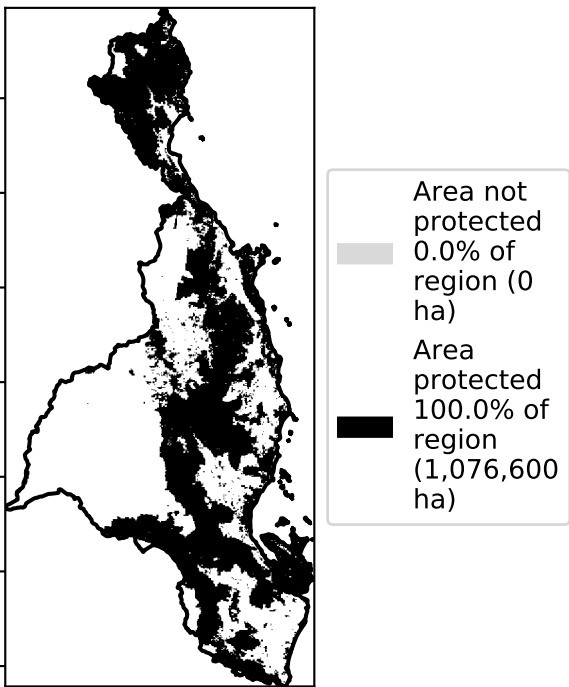 Area not
protected
0.0% of
region (0
ha)
Area
protected
100.0% of
region
(1,076,600
ha)